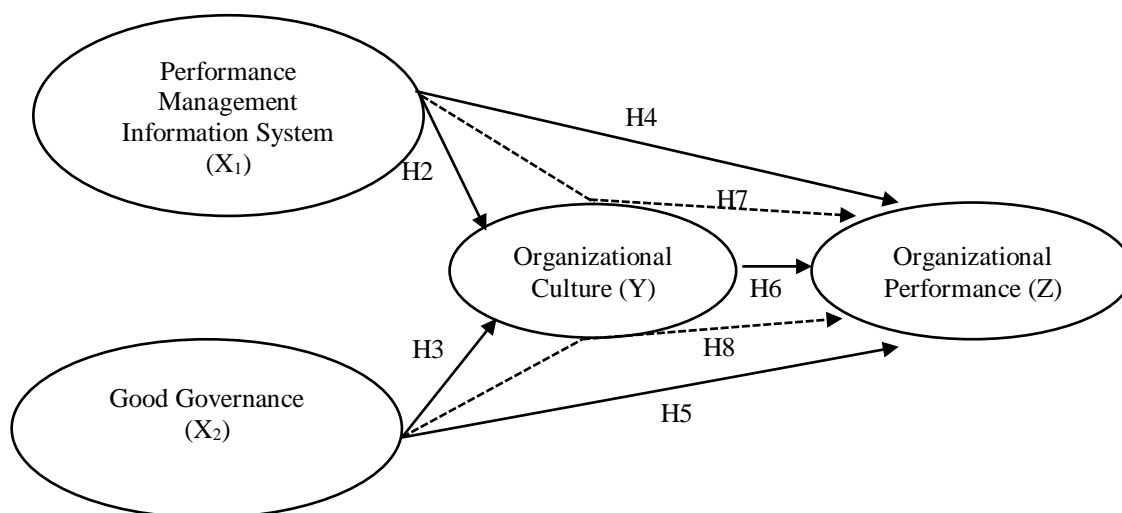 Performance
Management
Information System
(X₁)
H4
H2
H7
Organizational
Culture (Y)
H6
Organizational
Performance (Z)
H3
H8
Good Governance
(X₂)
H5